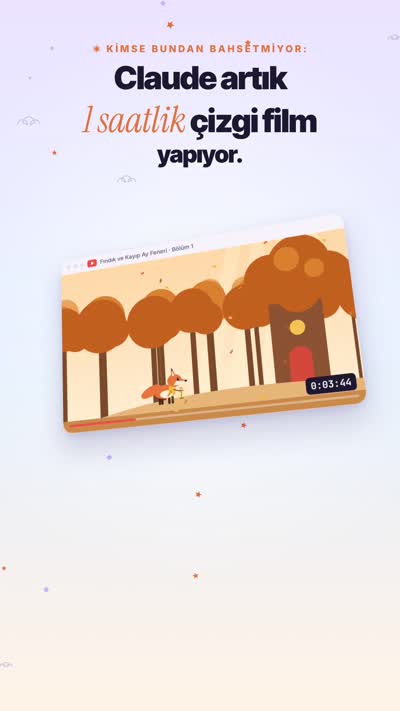 ✷ KİMSE BUNDAN BAHSETMİYOR:
Claude artık
1 saatlik çizgi film
yapıyor.
Fındık ve Kayıp Ay Feneri · Bölüm 1
0:03:44